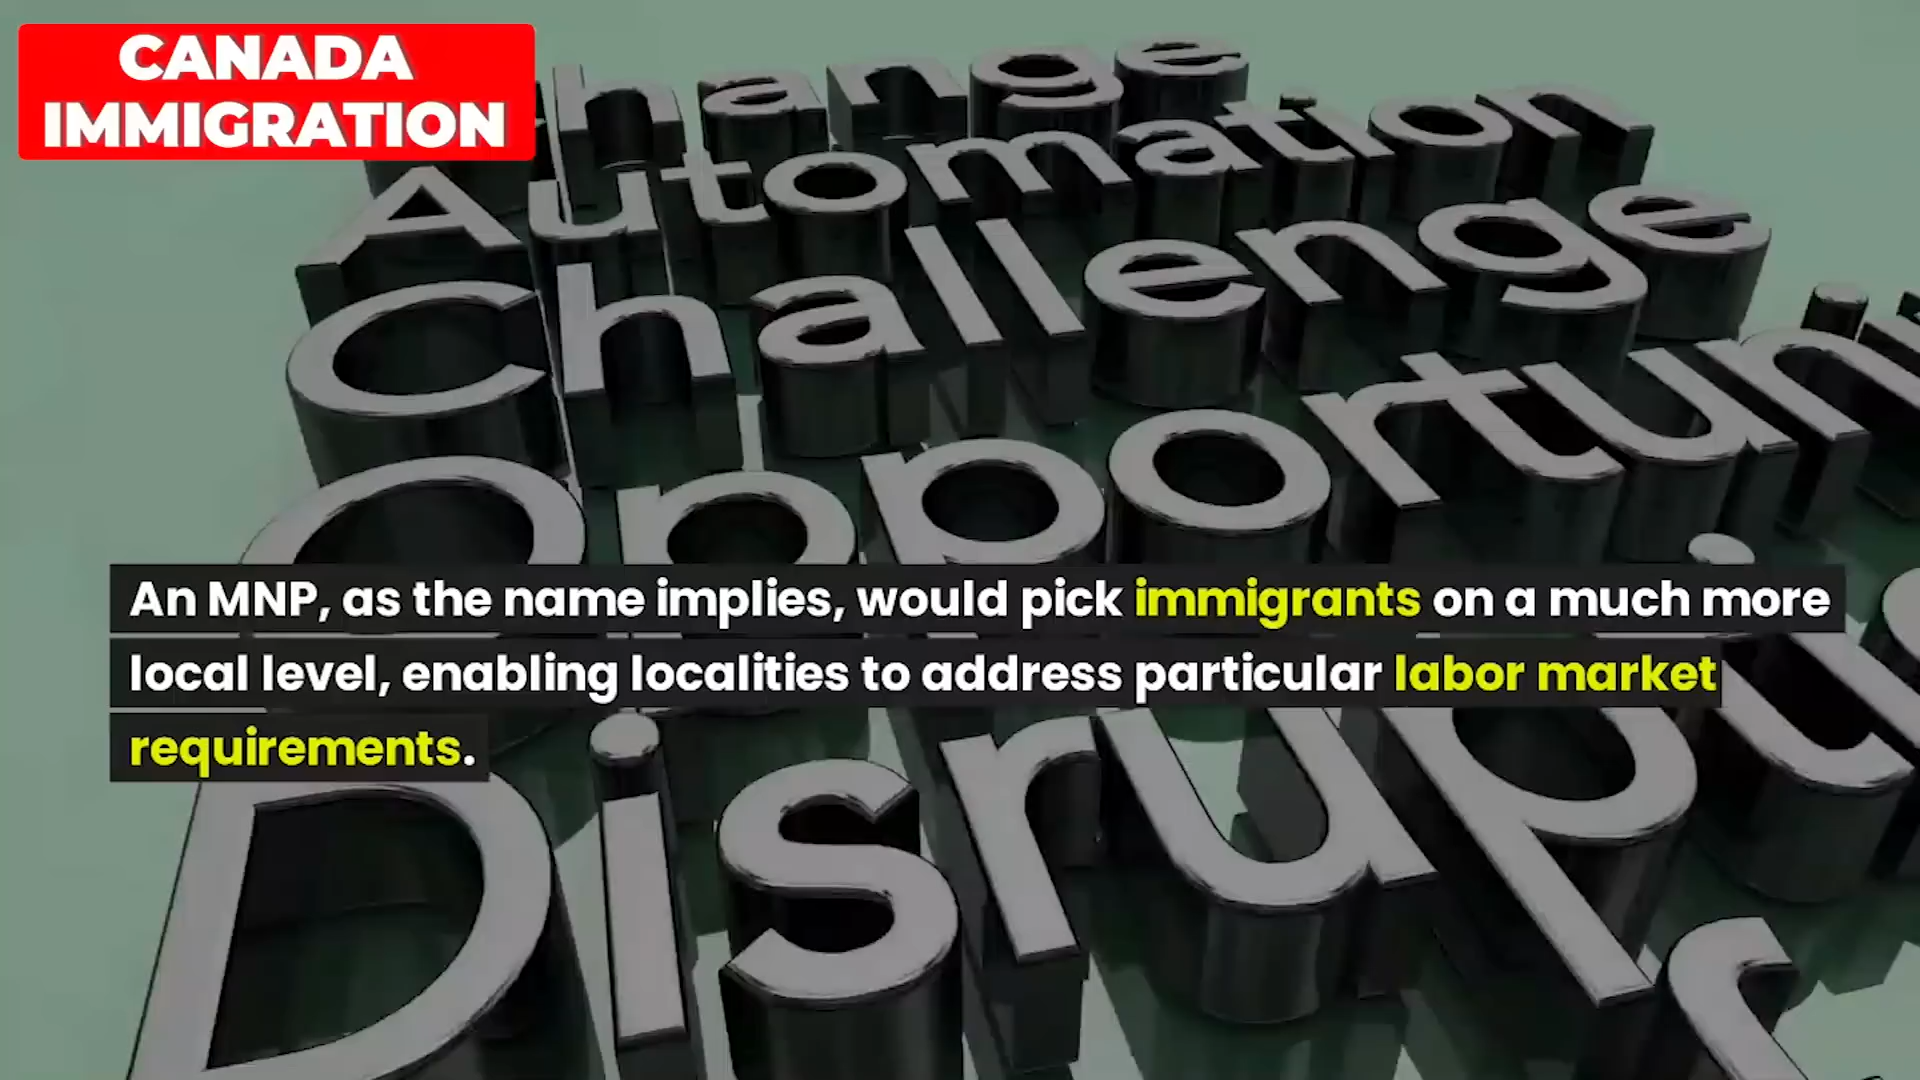 CANADA
IMMIGRATION
hange
Automation
Challenge
An MNP, as the name implies, would pick immigrants on a much more
local level, enabling localities to address particular labor market
requirements.